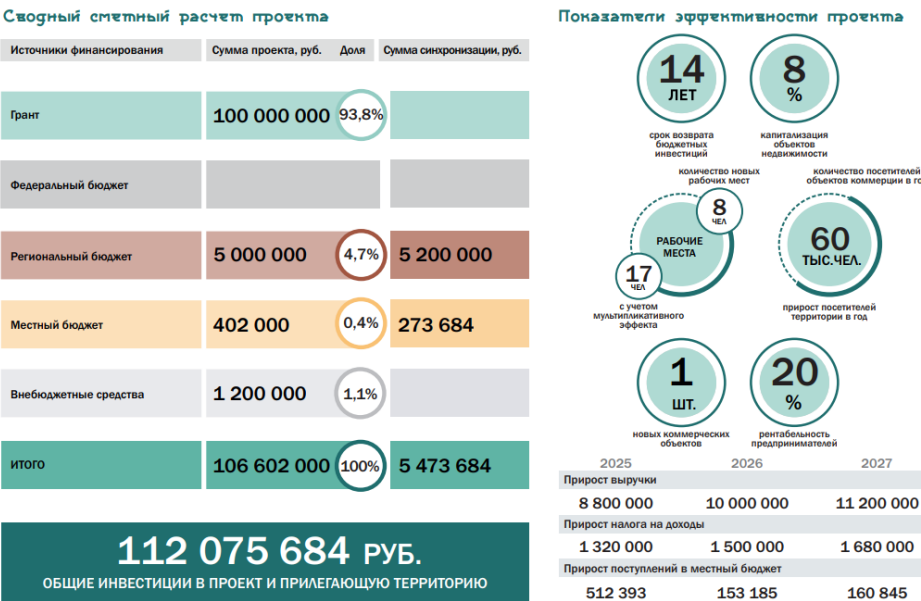 Сводный сметный расчет проекта
Источники финансирования Сумма проекта, руб. Доля Сумма синхронизации, руб.
Грант 100 000 000 93,8%
Федеральный бюджет
Региональный бюджет 5 000 000 4,7% 5 200 000
Местный бюджет 402 000 0,4% 273 684
Внебюджетные средства 1 200 000 1,1%
ИТОГО 106 602 000 100% 5 473 684
112 075 684 РУБ.
ОБЩИЕ ИНВЕСТИЦИИ В ПРОЕКТ И ПРИЛЕГАЮЩУЮ ТЕРРИТОРИЮ
Показатели эффективности проекта
14
ЛЕТ
срок возврата
бюджетных
инвестиций
8
%
капитализация
объектов
недвижимости
количество новых
рабочих мест
8
ЧЕЛ
РАБОЧИЕ
МЕСТА
17
ЧЕЛ
с учетом
мультипликативного
эффекта
количество посетителей
объектов коммерции в го
60
ТЫС.ЧЕЛ.
прирост посетителей
территории в год
1
ШТ.
новых коммерческих
объектов
20
%
рентабельность
предпринимателей
2025 2026 2027
Прирост выручки
8 800 000 10 000 000 11 200 000
Прирост налога на доходы
1 320 000 1 500 000 1 680 000
Прирост поступлений в местный бюджет
512 393 153 185 160 845